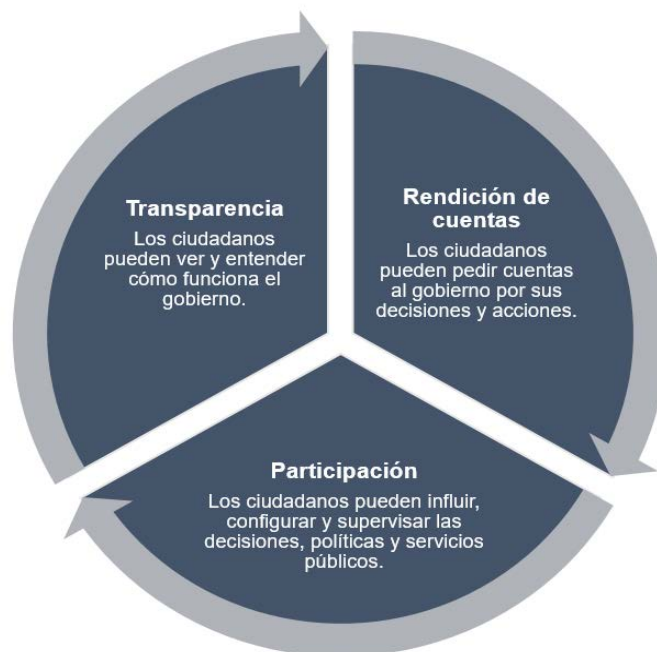 Transparencia
Los ciudadanos
pueden ver y entender
cómo funciona el
gobierno.
Rendición de
cuentas
Los ciudadanos
pueden pedir cuentas
al gobierno por sus
decisiones y acciones.
Participación
Los ciudadanos pueden influir,
configurar y supervisar las
decisiones, políticas y servicios
públicos.